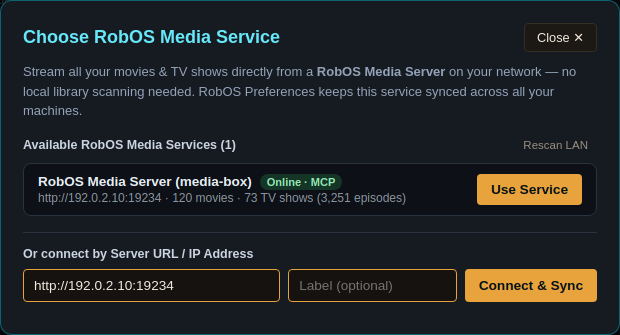 Choose RobOS Media Service
Close ✕
Stream all your movies & TV shows directly from a RobOS Media Server on your network — no
local library scanning needed. RobOS Preferences keeps this service synced across all your
machines.
Available RobOS Media Services (1)
Rescan LAN
RobOS Media Server (media-box)
Online · MCP
http://192.0.2.10:19234 · 120 movies · 73 TV shows (3,251 episodes)
Use Service
Or connect by Server URL / IP Address
http://192.0.2.10:19234
Label (optional)
Connect & Sync